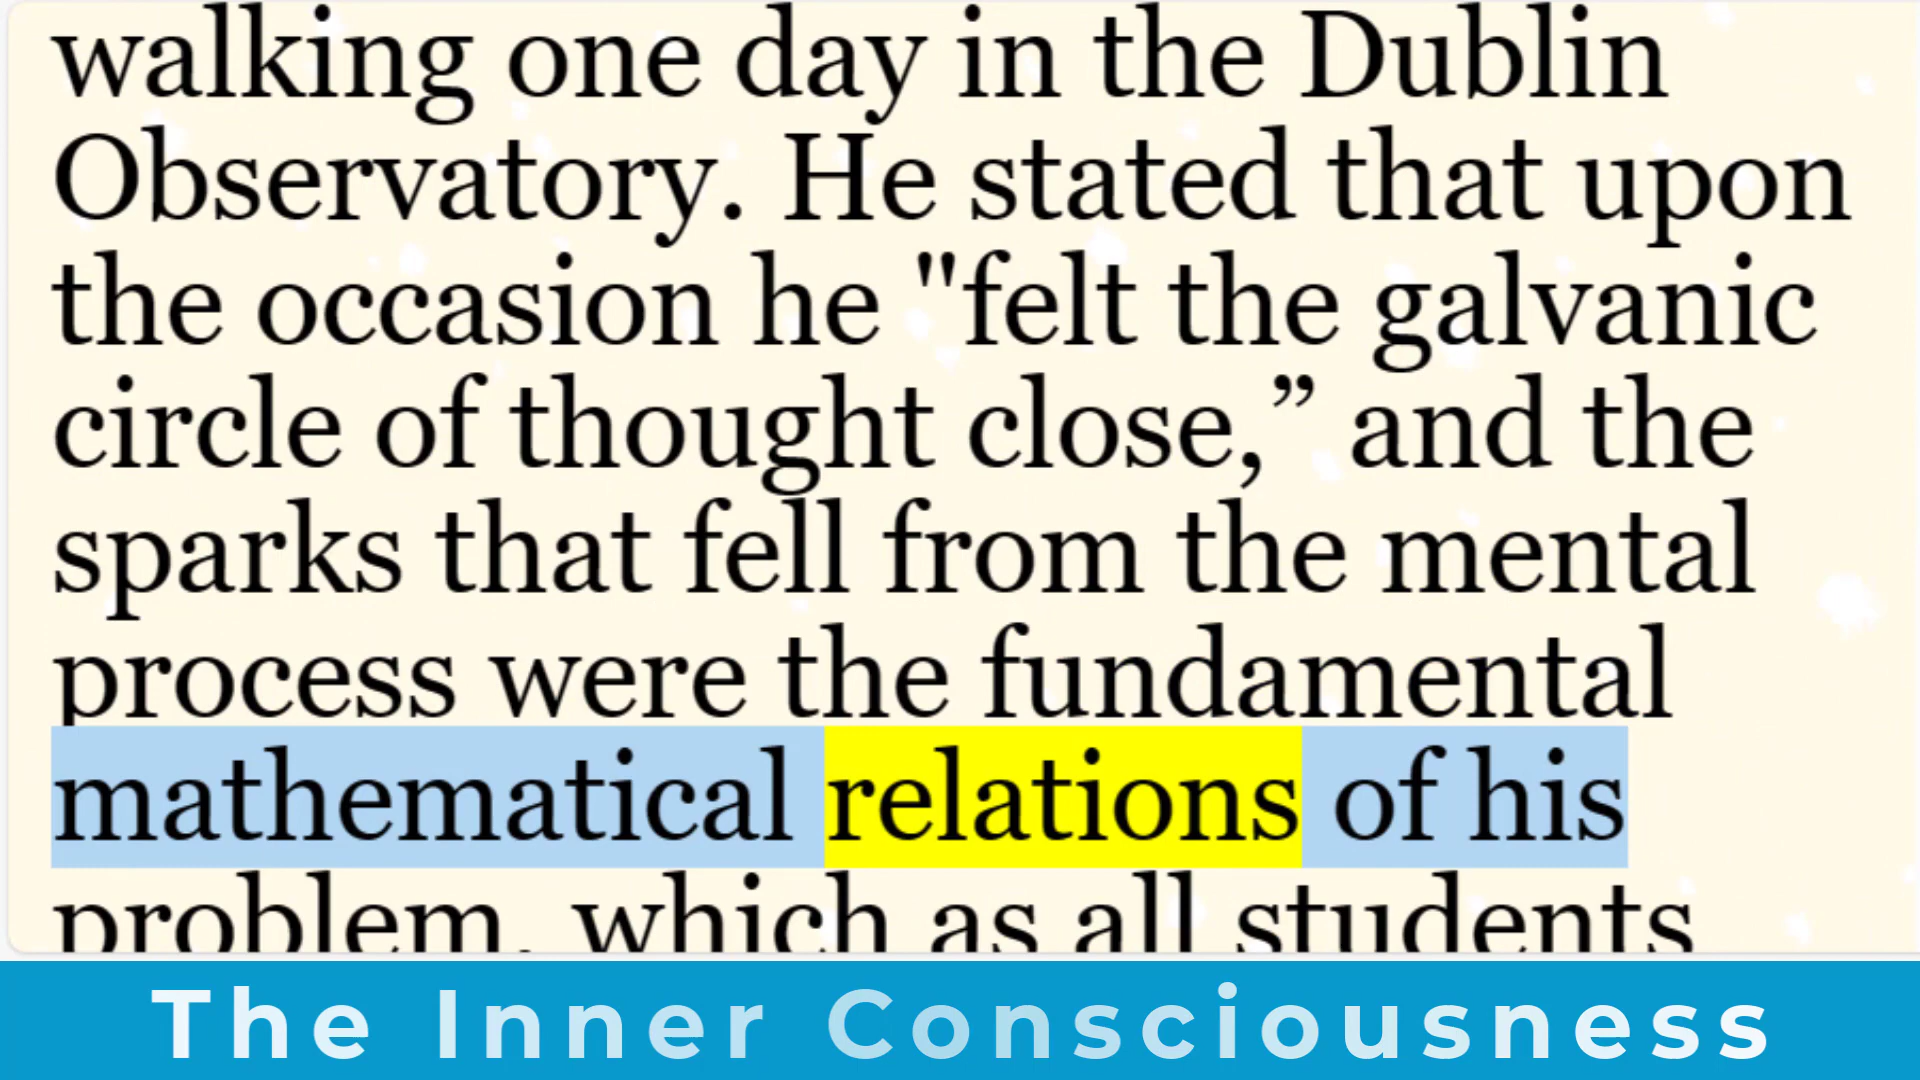 walking one day in the Dublin
Observatory. He stated that upon
the occasion he "felt the galvanic
circle of thought close,” and the
sparks that fell from the mental
process were the fundamental
mathematical relations of his
problem, which as all students
The Inner Consciousness